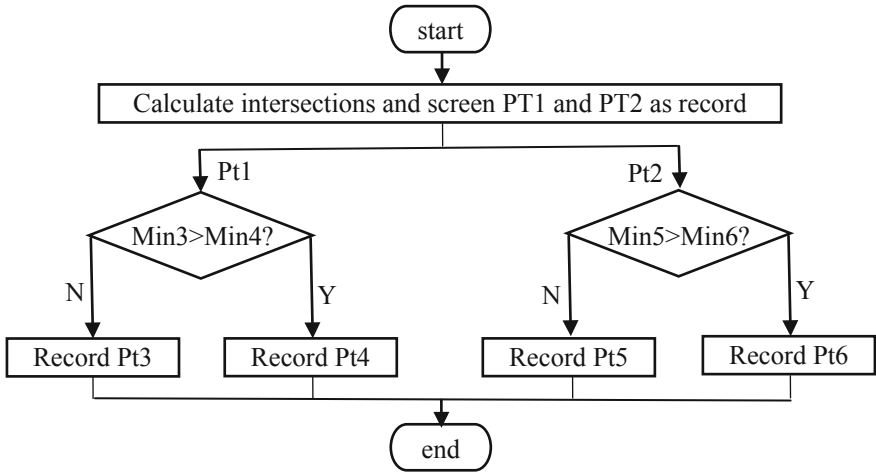 start
Calculate intersections and screen PT1 and PT2 as record
Pt1
Pt2
Min3>Min4?
Min5>Min6?
N
Y
N
Y
Record Pt3
Record Pt4
Record Pt5
Record Pt6
end